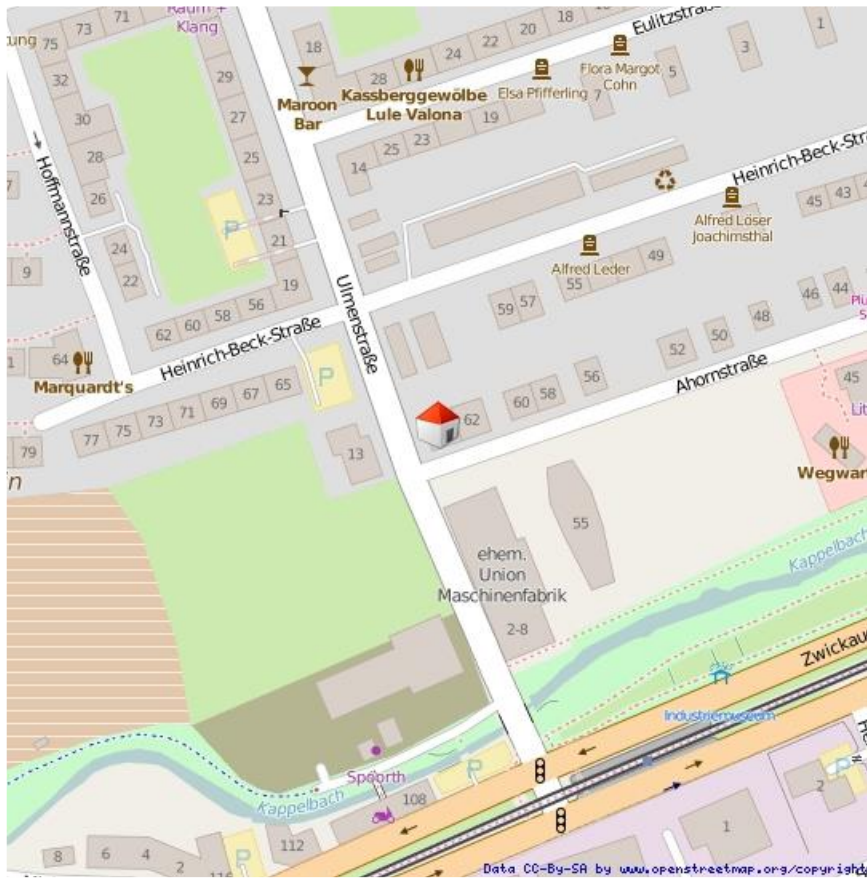 Raum +
Klang
75
73
71
18
28
24
22
20
18
Eulitzstraße
1
3
5
7
Maroon
Bar
Kassberggewölbe
Lule Valona
Elsa Pfifferling
Flora Margot
Cohn
32
30
28
26
29
27
25
23
21
19
14
25
23
19
Hoffmannstraße
24
22
9
P
Heinrich-Beck-Str
Alfred Löser
Joachimsthal
45
43
Alfred Leder
55
49
59
57
Ulmenstraße
62
60
58
56
Heinrich-Beck-Straße
64
Marquardt's
P
77
75
73
71
69
67
65
79
13
62
60
58
56
52
50
48
46
44
Ahornstraße
45
Wegwar
55
ehem.
Union
Maschinenfabrik
2-8
Kappelbach
Zwickau
Industriemuseum
Spoorth
P
108
Kappelbach
112
8
6
4
2
P
116
1
2
P
Data CC-By-SA by www.openstreetmap.org/copyright